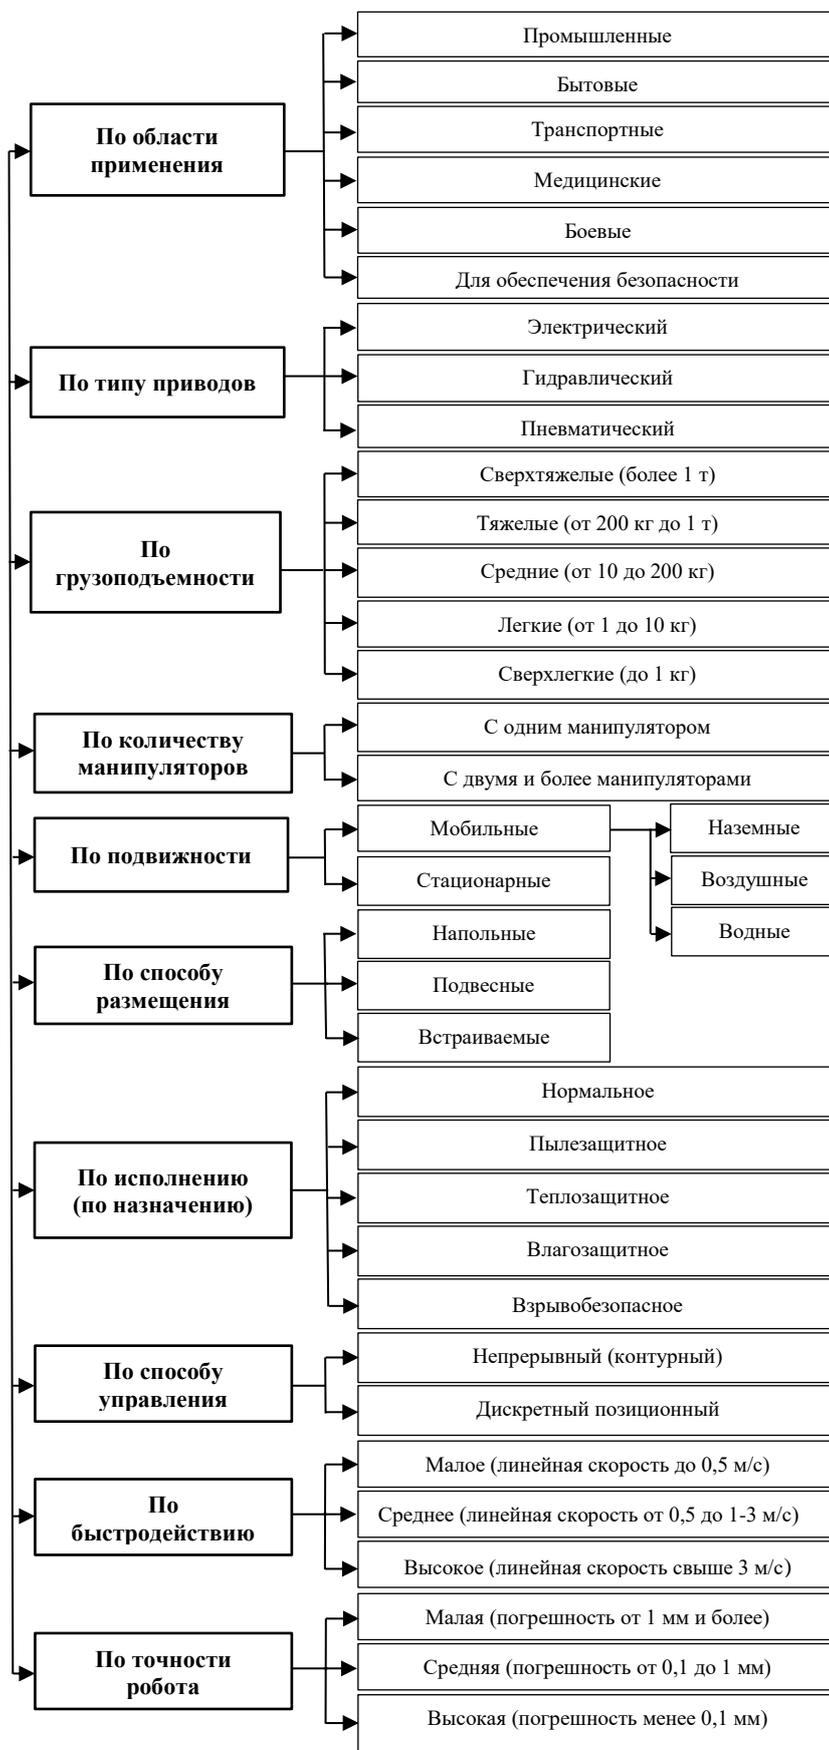 По области
применения
Промышленные
Бытовые
Транспортные
Медицинские
Боевые
Для обеспечения безопасности
По типу приводов
Электрический
Гидравлический
Пневматический
По
грузоподъемности
Сверхтяжелые (более 1 т)
Тяжелые (от 200 кг до 1 т)
Средние (от 10 до 200 кг)
Легкие (от 1 до 10 кг)
Сверхлегкие (до 1 кг)
По количеству
манипуляторов
С одним манипулятором
С двумя и более манипуляторами
По подвижности
Мобильные
Стационарные
Наземные
Воздушные
Водные
По способу
размещения
Напольные
Подвесные
Встраиваемые
По исполнению
(по назначению)
Нормальное
Пылезащитное
Теплозащитное
Влагозащитное
Взрывобезопасное
По способу
управления
Непрерывный (контурный)
Дискретный позиционный
По
быстродействию
Малое (линейная скорость до 0,5 м/с)
Среднее (линейная скорость от 0,5 до 1-3 м/с)
Высокое (линейная скорость свыше 3 м/с)
По точности
робота
Малая (погрешность от 1 мм и более)
Средняя (погрешность от 0,1 до 1 мм)
Высокая (погрешность менее 0,1 мм)